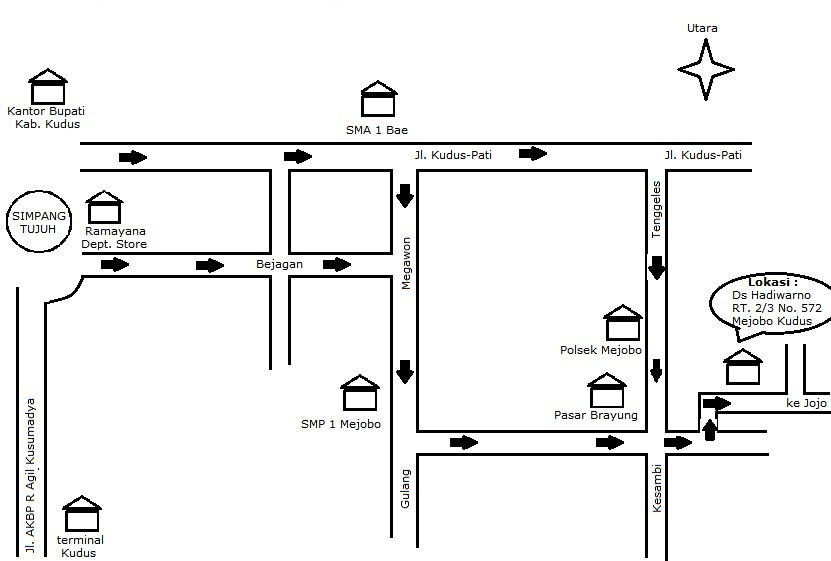 Utara
Kantor Bupati
Kab. Kudus
SMA 1 Bae
Jl. Kudus-Pati
Jl. Kudus-Pati
SIMPANG
TUJUH
Ramayana
Dept. Store
Bejagan
Megawon
Tenggeles
Lokasi :
Ds Hadiwarno
RT. 2/3 No. 572
Mejobo Kudus
Polsek Mejobo
Pasar Brayung
SMP 1 Mejobo
ke Jojo
Jl. AKBP R Agil Kusumadya
Gulang
Kesambi
terminal
Kudus